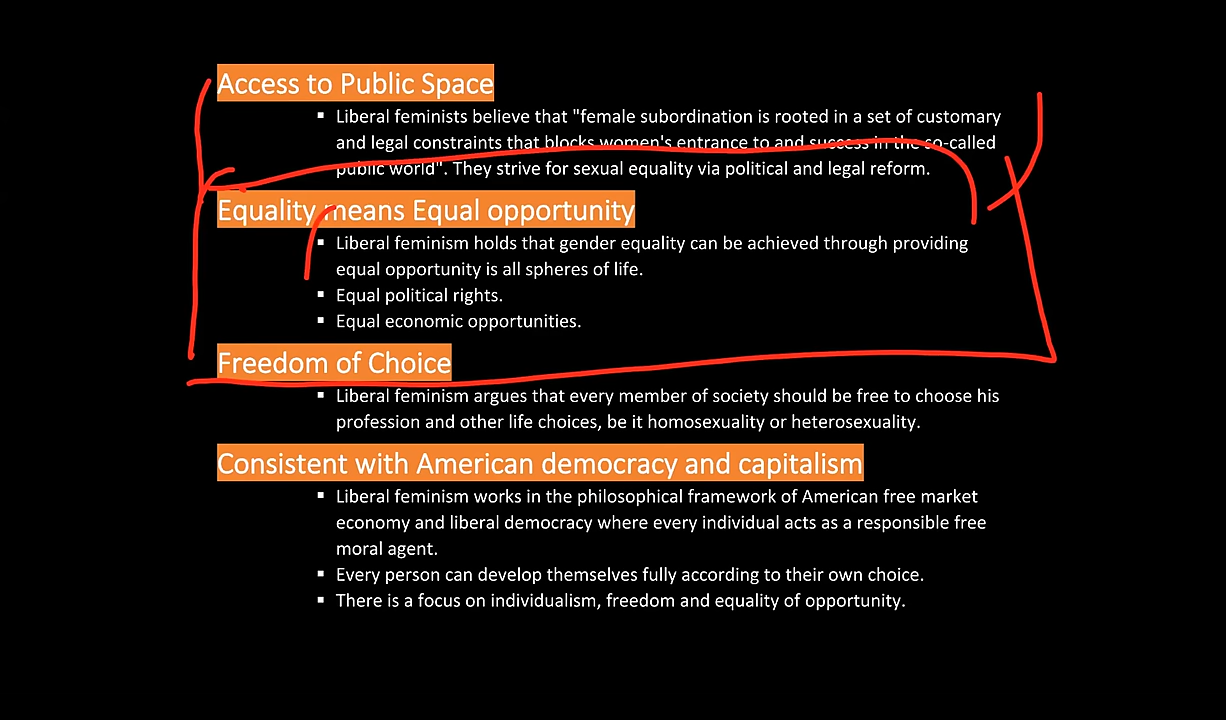 Access to Public Space
▪ Liberal feminists believe that "female subordination is rooted in a set of customary
and legal constraints that blocks women's entrance to and success in the so-called
public world". They strive for sexual equality via political and legal reform.
Equality means Equal opportunity
▪ Liberal feminism holds that gender equality can be achieved through providing
equal opportunity is all spheres of life.
▪ Equal political rights.
▪ Equal economic opportunities.
Freedom of Choice
▪ Liberal feminism argues that every member of society should be free to choose his
profession and other life choices, be it homosexuality or heterosexuality.
Consistent with American democracy and capitalism
▪ Liberal feminism works in the philosophical framework of American free market
economy and liberal democracy where every individual acts as a responsible free
moral agent.
▪ Every person can develop themselves fully according to their own choice.
▪ There is a focus on individualism, freedom and equality of opportunity.